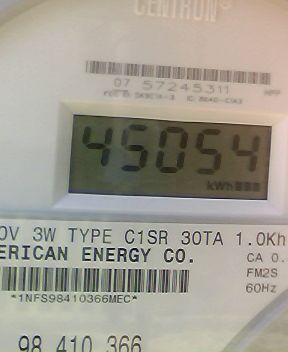 CENTRON®
07 57245311
45054
kWh
0V 3W TYPE C1SR 30TA 1.0Kh
ERICAN ENERGY CO.
CA 0.
FM2S
*1NFS98410366MEC*
60Hz
98 410 366